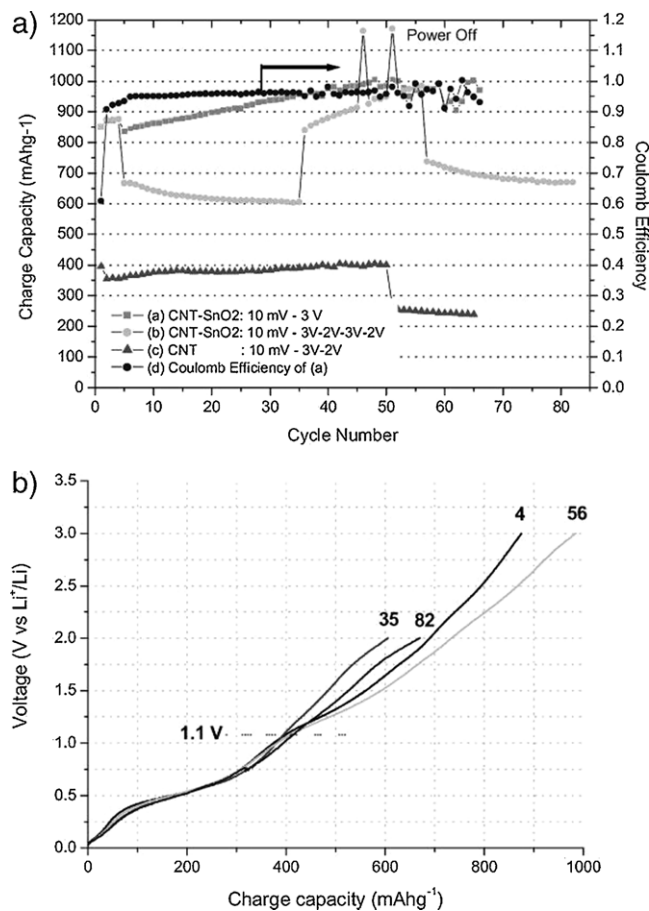 a)
1200
1100
1000
900
800
700
600
500
400
300
200
100
0
Charge Capacity (mAhg-1)
Power Off
1.2
1.1
1.0
0.9
0.8
0.7
0.6
0.5
0.4
0.3
0.2
0.1
0.0
Coulomb Efficiency
(a) CNT-SnO2: 10 mV - 3 V
(b) CNT-SnO2: 10 mV - 3V-2V-3V-2V
(c) CNT : 10 mV - 3V-2V
(d) Coulomb Efficiency of (a)
0 10 20 30 40 50 60 70 80
Cycle Number
b)
3.5
3.0
2.5
2.0
1.5
1.0
0.5
0.0
Voltage (V vs Li⁺/Li)
4 56
35 82
1.1 V
0 200 400 600 800 1000
Charge capacity (mAhg⁻¹)